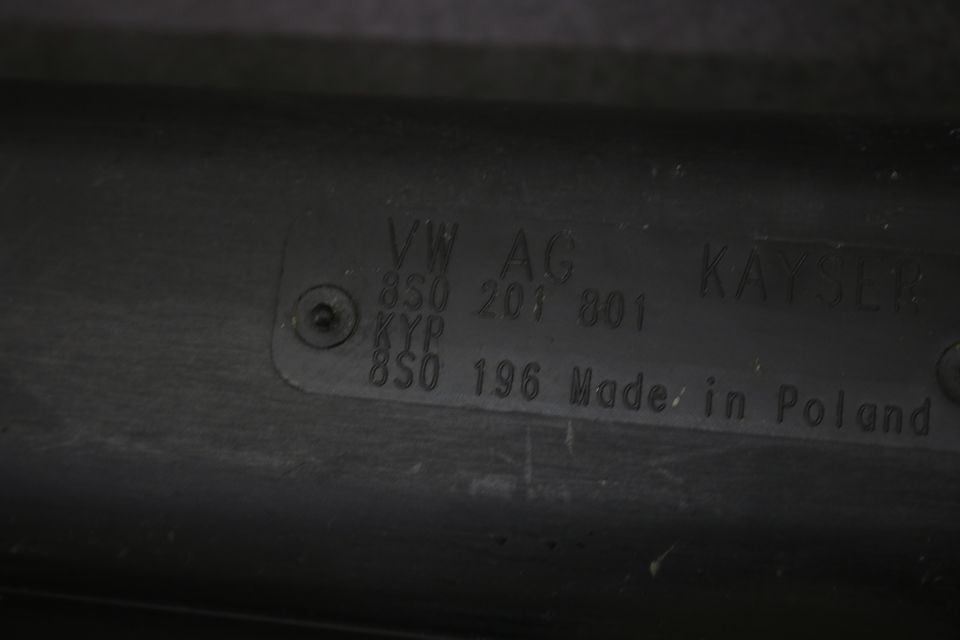 VW AG KAYSER
8S0 201 801
KYP
8S0 196 Made in Poland